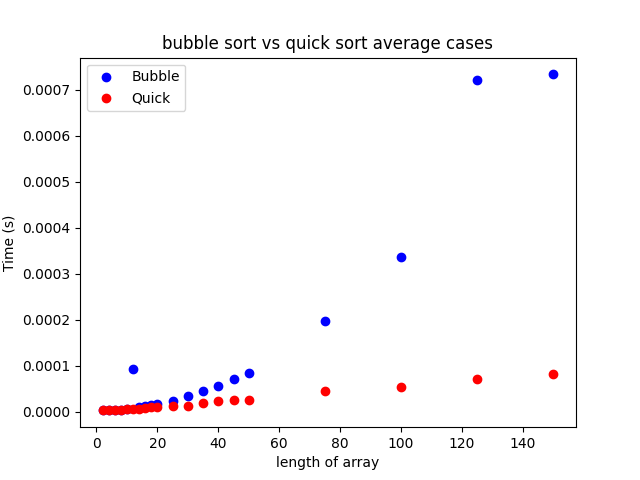 bubble sort vs quick sort average cases
Bubble
Quick
0.0007
0.0006
0.0005
0.0004
0.0003
0.0002
0.0001
0.0000
Time (s)
0 20 40 60 80 100 120 140
length of array